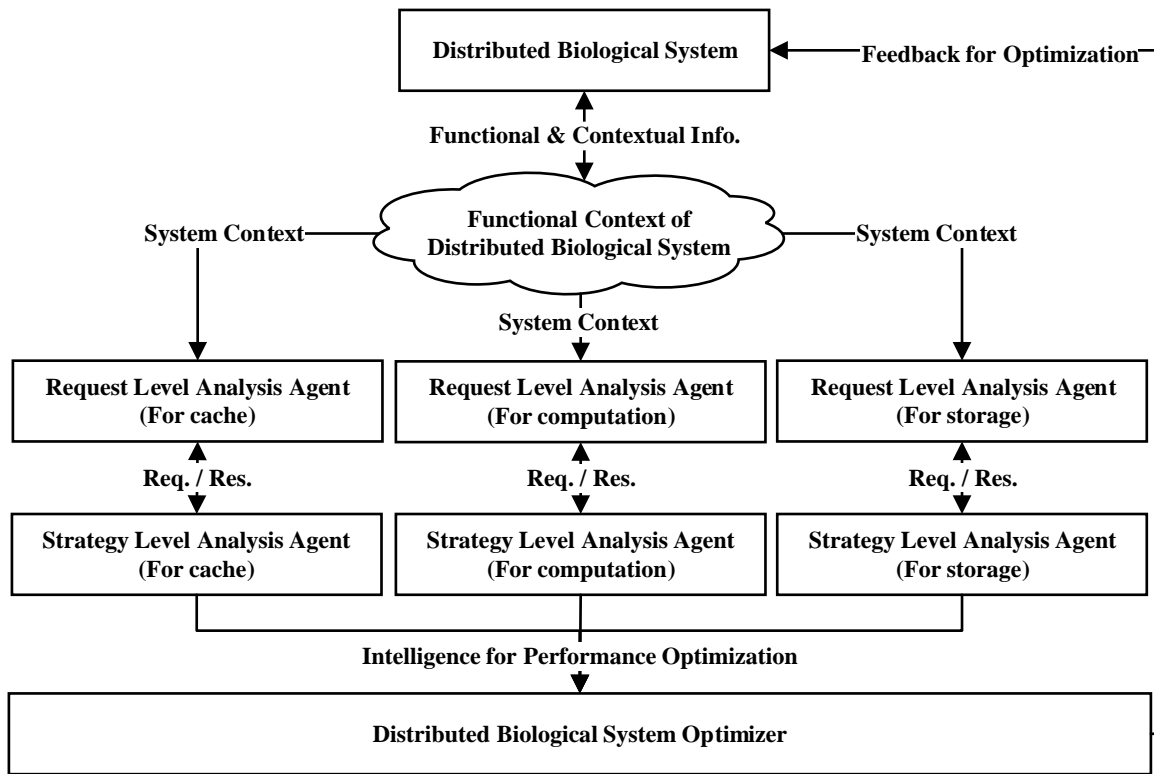 Distributed Biological System
Feedback for Optimization
Functional & Contextual Info.
Functional Context of
Distributed Biological System
System Context
System Context
System Context
Request Level Analysis Agent
(For cache)
Request Level Analysis Agent
(For computation)
Request Level Analysis Agent
(For storage)
Req. / Res.
Req. / Res.
Req. / Res.
Strategy Level Analysis Agent
(For cache)
Strategy Level Analysis Agent
(For computation)
Strategy Level Analysis Agent
(For storage)
Intelligence for Performance Optimization
Distributed Biological System Optimizer